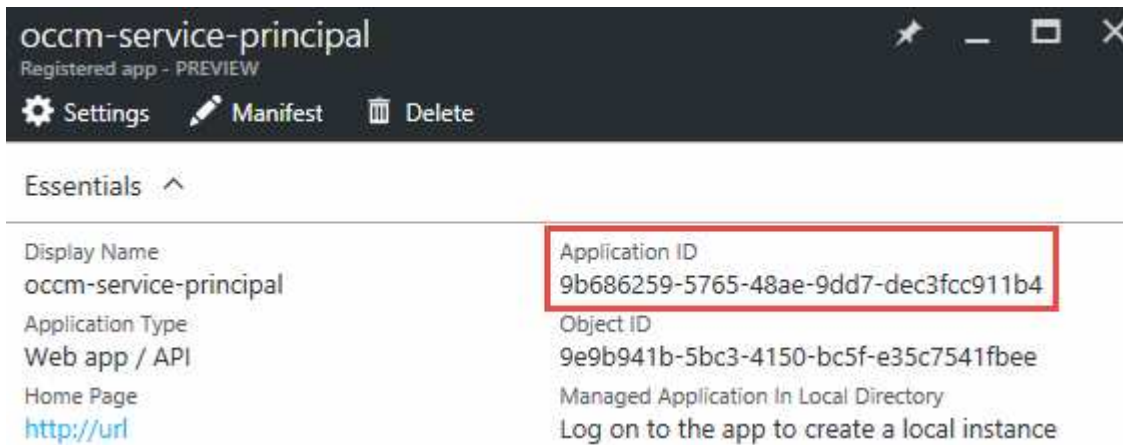 occm-service-principal
Registered app - PREVIEW
Settings Manifest Delete
Essentials
Display Name
occm-service-principal
Application Type
Web app / API
Home Page
http://url
Application ID
9b686259-5765-48ae-9dd7-dec3fcc911b4
Object ID
9e9b941b-5bc3-4150-bc5f-e35c7541fbee
Managed Application In Local Directory
Log on to the app to create a local instance